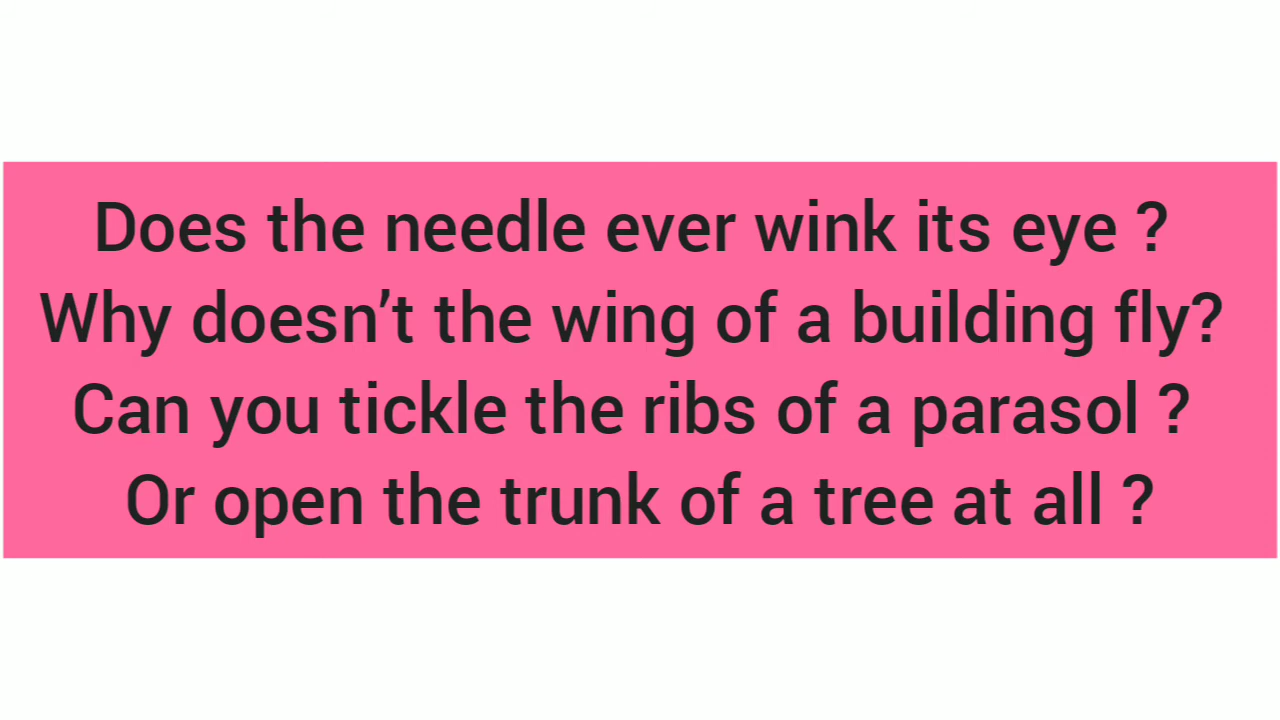 Does the needle ever wink its eye ?
Why doesn’t the wing of a building fly?
Can you tickle the ribs of a parasol ?
Or open the trunk of a tree at all ?